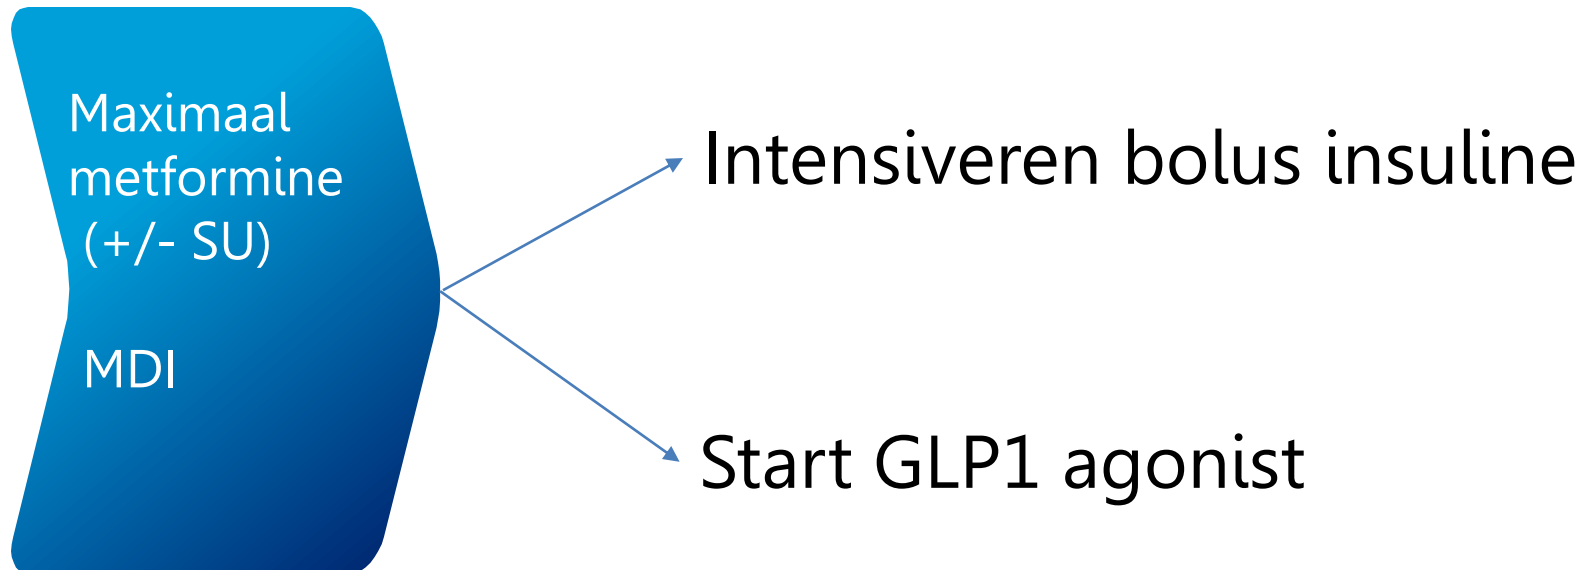 Maximaal
metformine
(+/- SU)
MDI
Intensiveren bolus insuline
Start GLP1 agonist